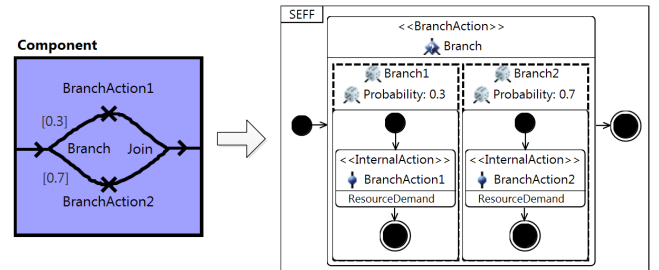 Component
BranchAction1
[0.3]
Branch
Join
[0.7]
BranchAction2
SEFF
<<BranchAction>>
Branch
Branch1
Probability: 0.3
<<InternalAction>>
BranchAction1
ResourceDemand
Branch2
Probability: 0.7
<<InternalAction>>
BranchAction2
ResourceDemand